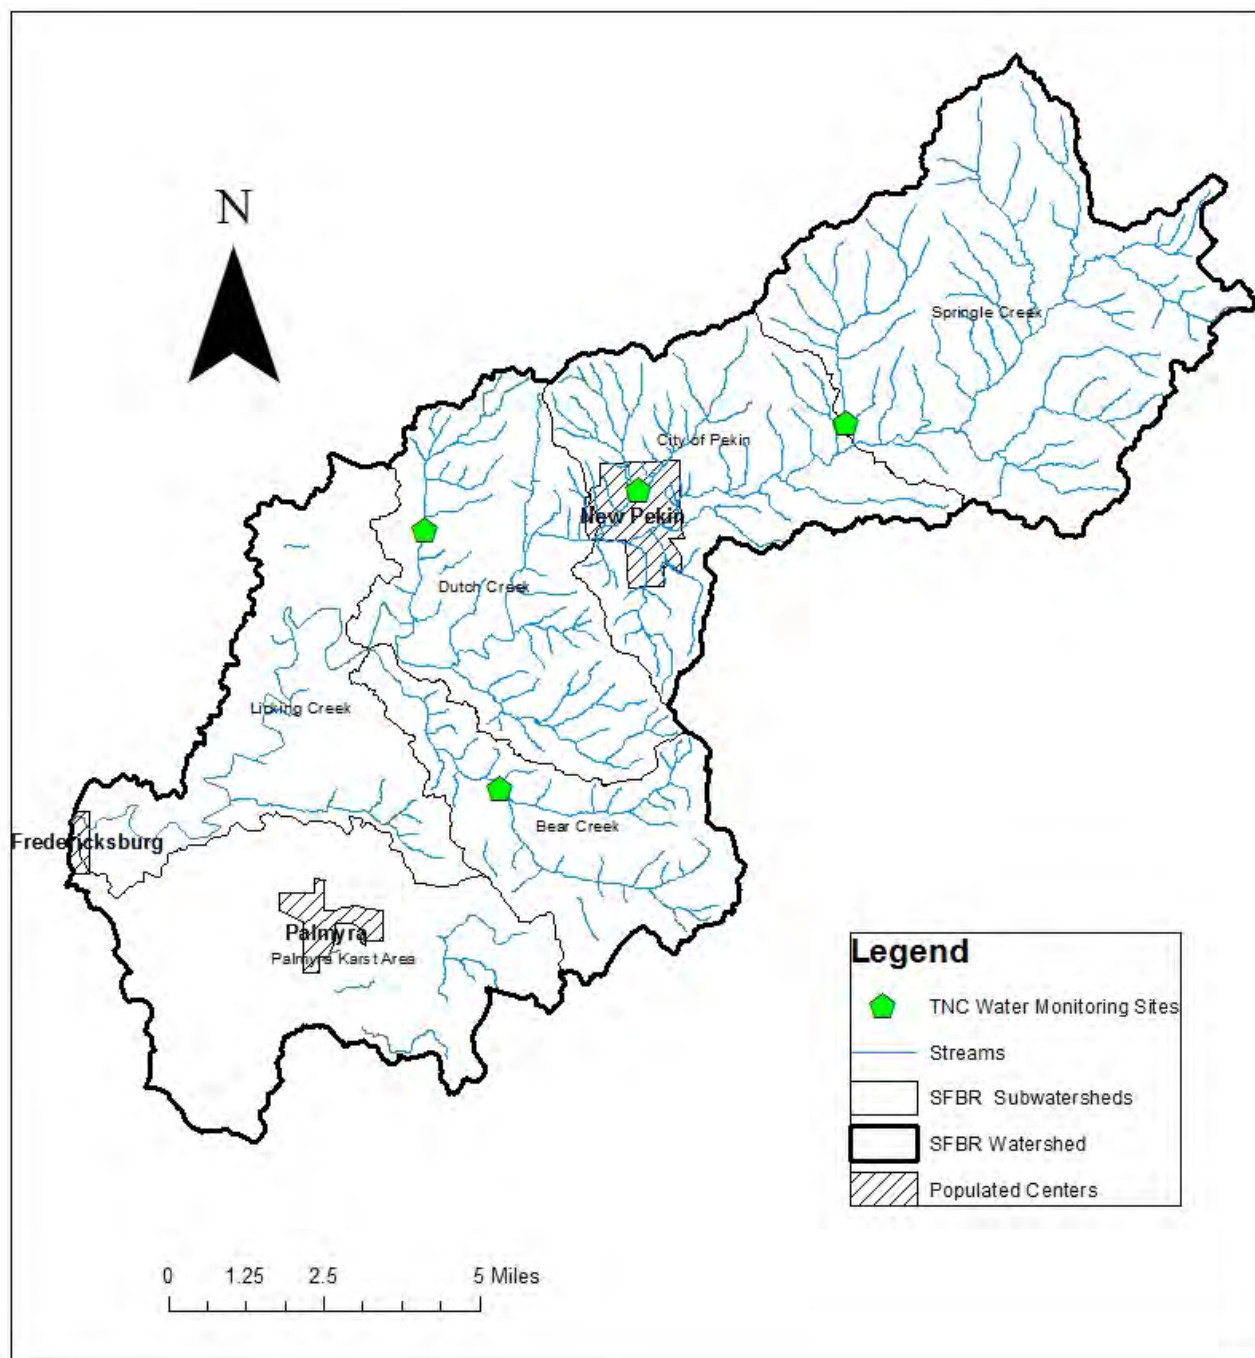 N
Springle Creek
City of Pekin
New Pekin
Dutch Creek
Licking Creek
Bear Creek
Fredericksburg
Palmyra
Palmyra Karst Area
Legend
TNC Water Monitoring Sites
Streams
SFBR Subwatersheds
SFBR Watershed
Populated Centers
0 1.25 2.5 5 Miles